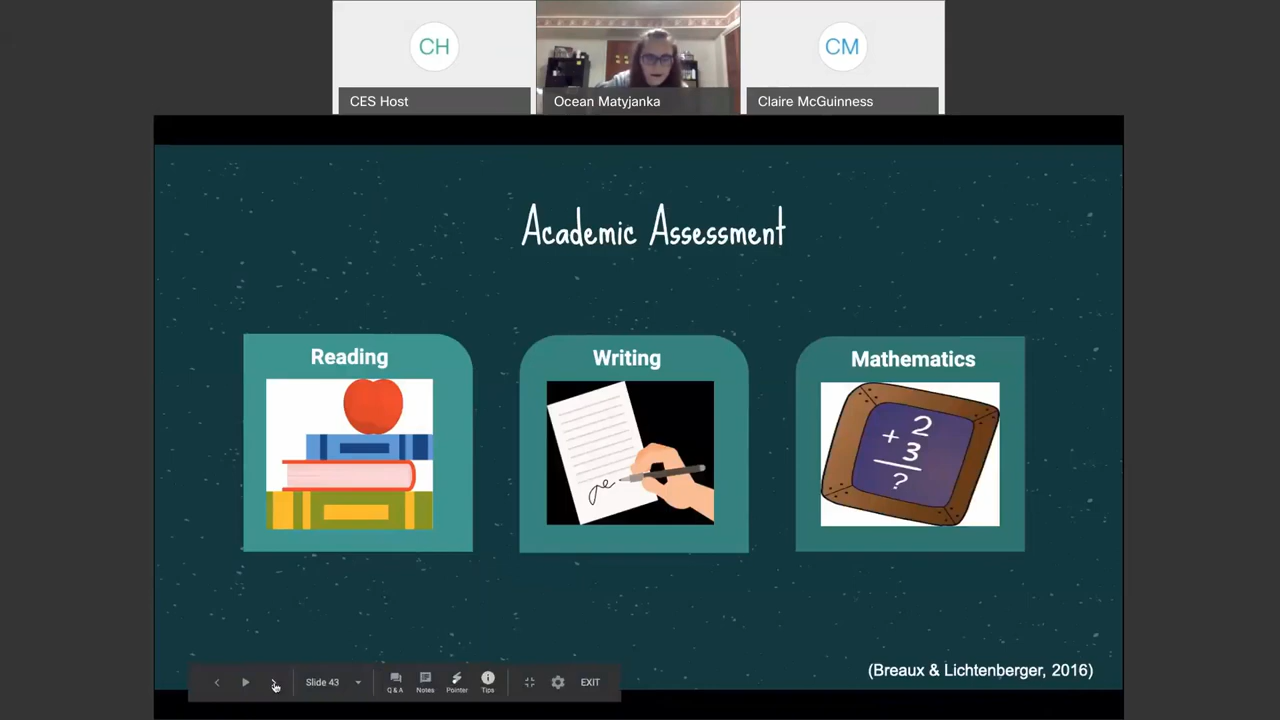 CH
CM
CES Host
Ocean Matyjanka
Claire McGuinness
Academic Assessment
Reading
Writing
Mathematics
2
+ 3
?
(Breaux & Lichtenberger, 2016)
Slide 43
Q & A
Notes
Pointer
Tips
EXIT